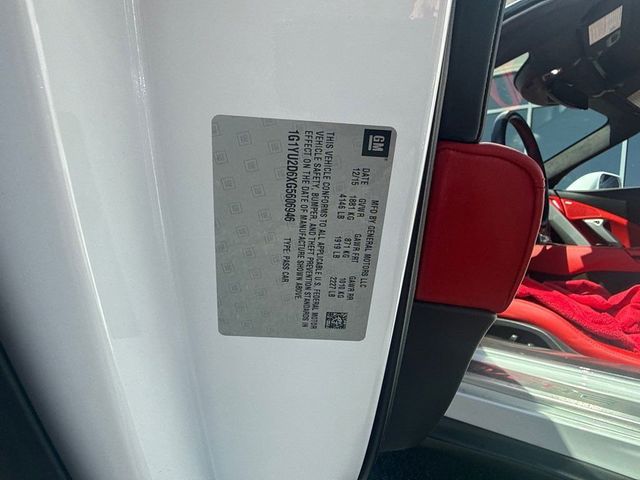 GM
MFD BY GENERAL MOTORS LLC
DATE GVWR GAWR FRT GAWR RR
12/15 1881 KG 871 KG 1010 KG
4146 LB 1919 LB 2227 LB
THIS VEHICLE CONFORMS TO ALL APPLICABLE U.S. FEDERAL MOTOR
VEHICLE SAFETY, BUMPER, AND THEFT PREVENTION STANDARDS IN
EFFECT ON THE DATE OF MANUFACTURE SHOWN ABOVE.
1G1YU2D6XG5606946 TYPE: PASS CAR